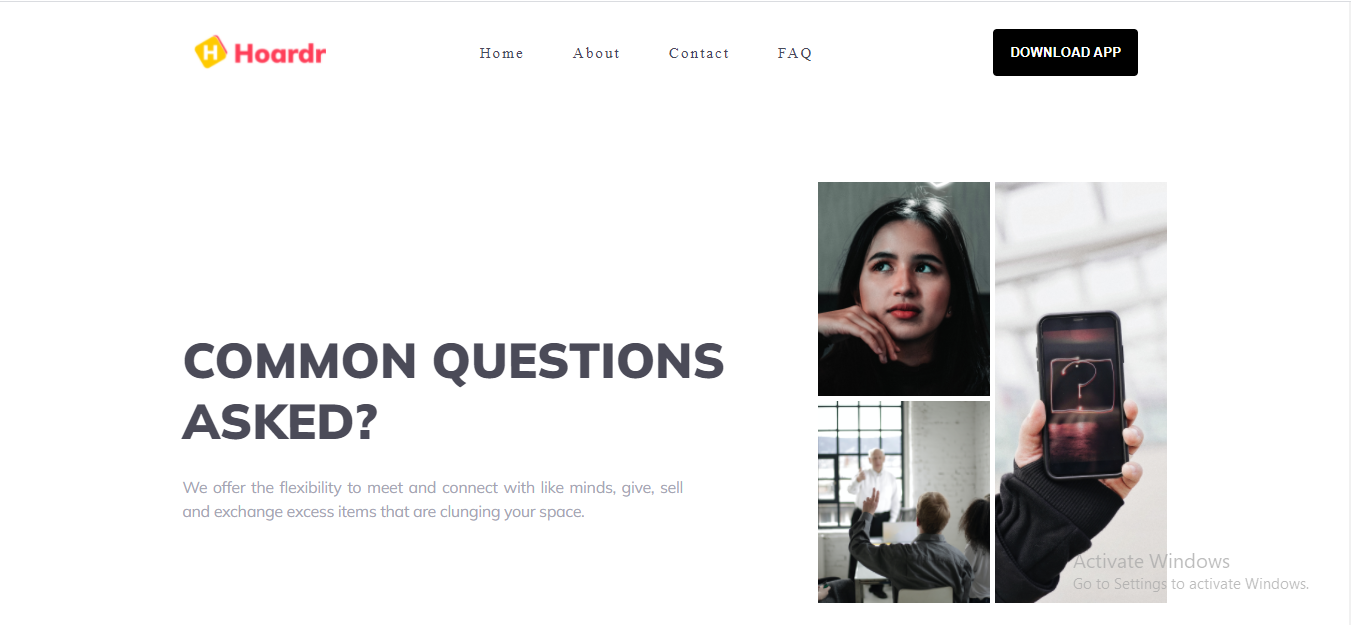 H Hoardr
Home About Contact FAQ
DOWNLOAD APP
COMMON QUESTIONS
ASKED?
We offer the flexibility to meet and connect with like minds, give, sell
and exchange excess items that are clunging your space.
?
Activate Windows
Go to Settings to activate Windows.